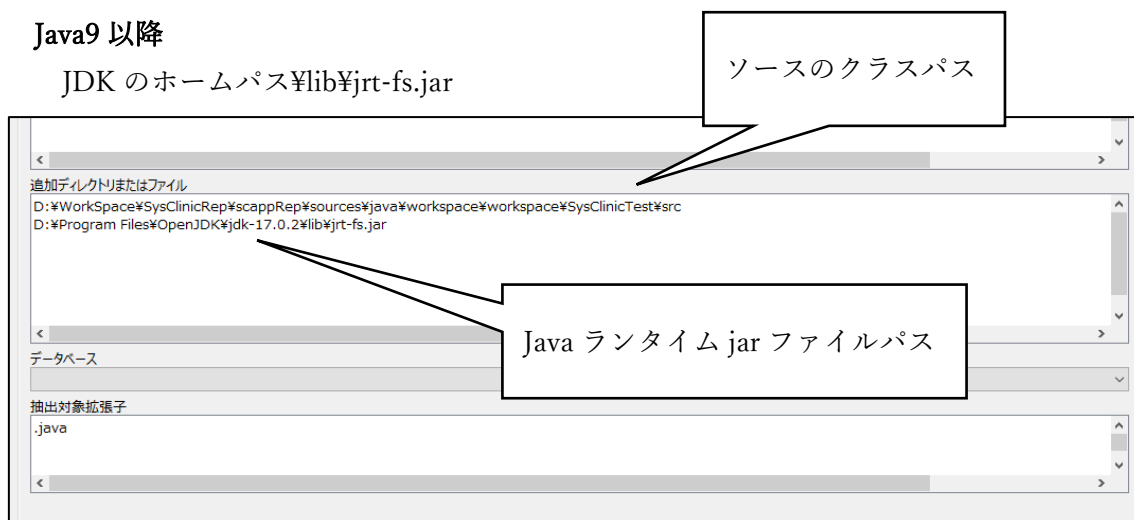 Java9 以降
JDK のホームパス¥lib¥jrt-fs.jar
ソースのクラスパス
追加ディレクトリまたはファイル
D:¥WorkSpace¥SysClinicRep¥scappRep¥sources¥java¥workspace¥workspace¥SysClinicTest¥src
D:¥Program Files¥OpenJDK¥jdk-17.0.2¥lib¥jrt-fs.jar
Java ランタイム jar ファイルパス
データベース
抽出対象拡張子
.java